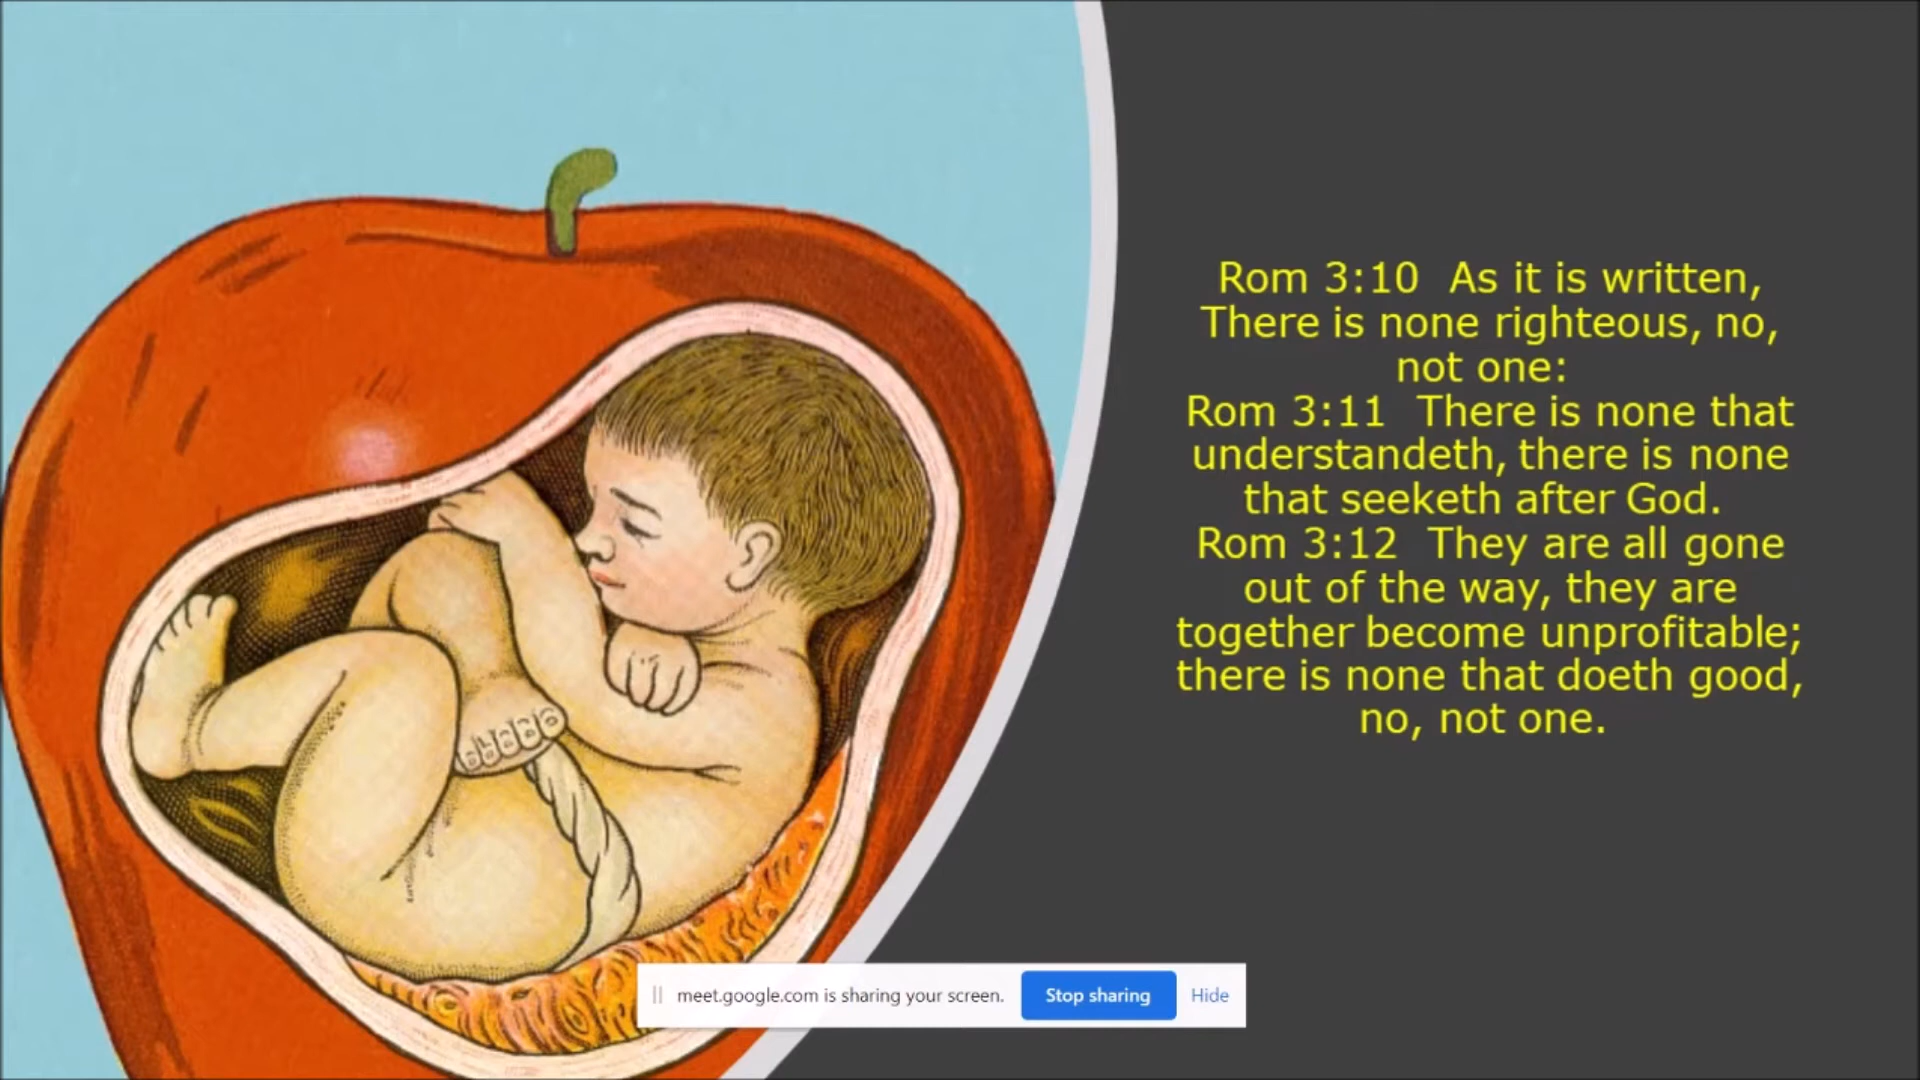 Rom 3:10  As it is written,
There is none righteous, no,
not one:
Rom 3:11  There is none that
understandeth, there is none
that seeketh after God.
Rom 3:12  They are all gone
out of the way, they are
together become unprofitable;
there is none that doeth good,
no, not one.
meet.google.com is sharing your screen. Stop sharing Hide